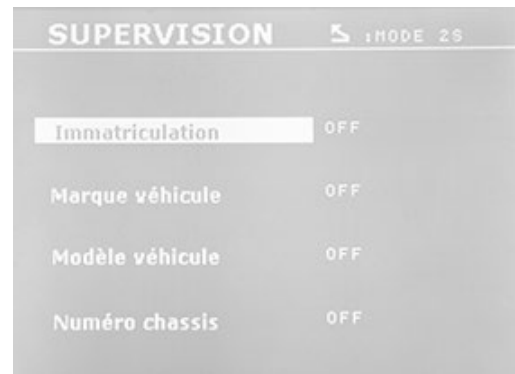 SUPERVISION :MODE 2S
Immatriculation OFF
Marque véhicule OFF
Modèle véhicule OFF
Numéro chassis OFF